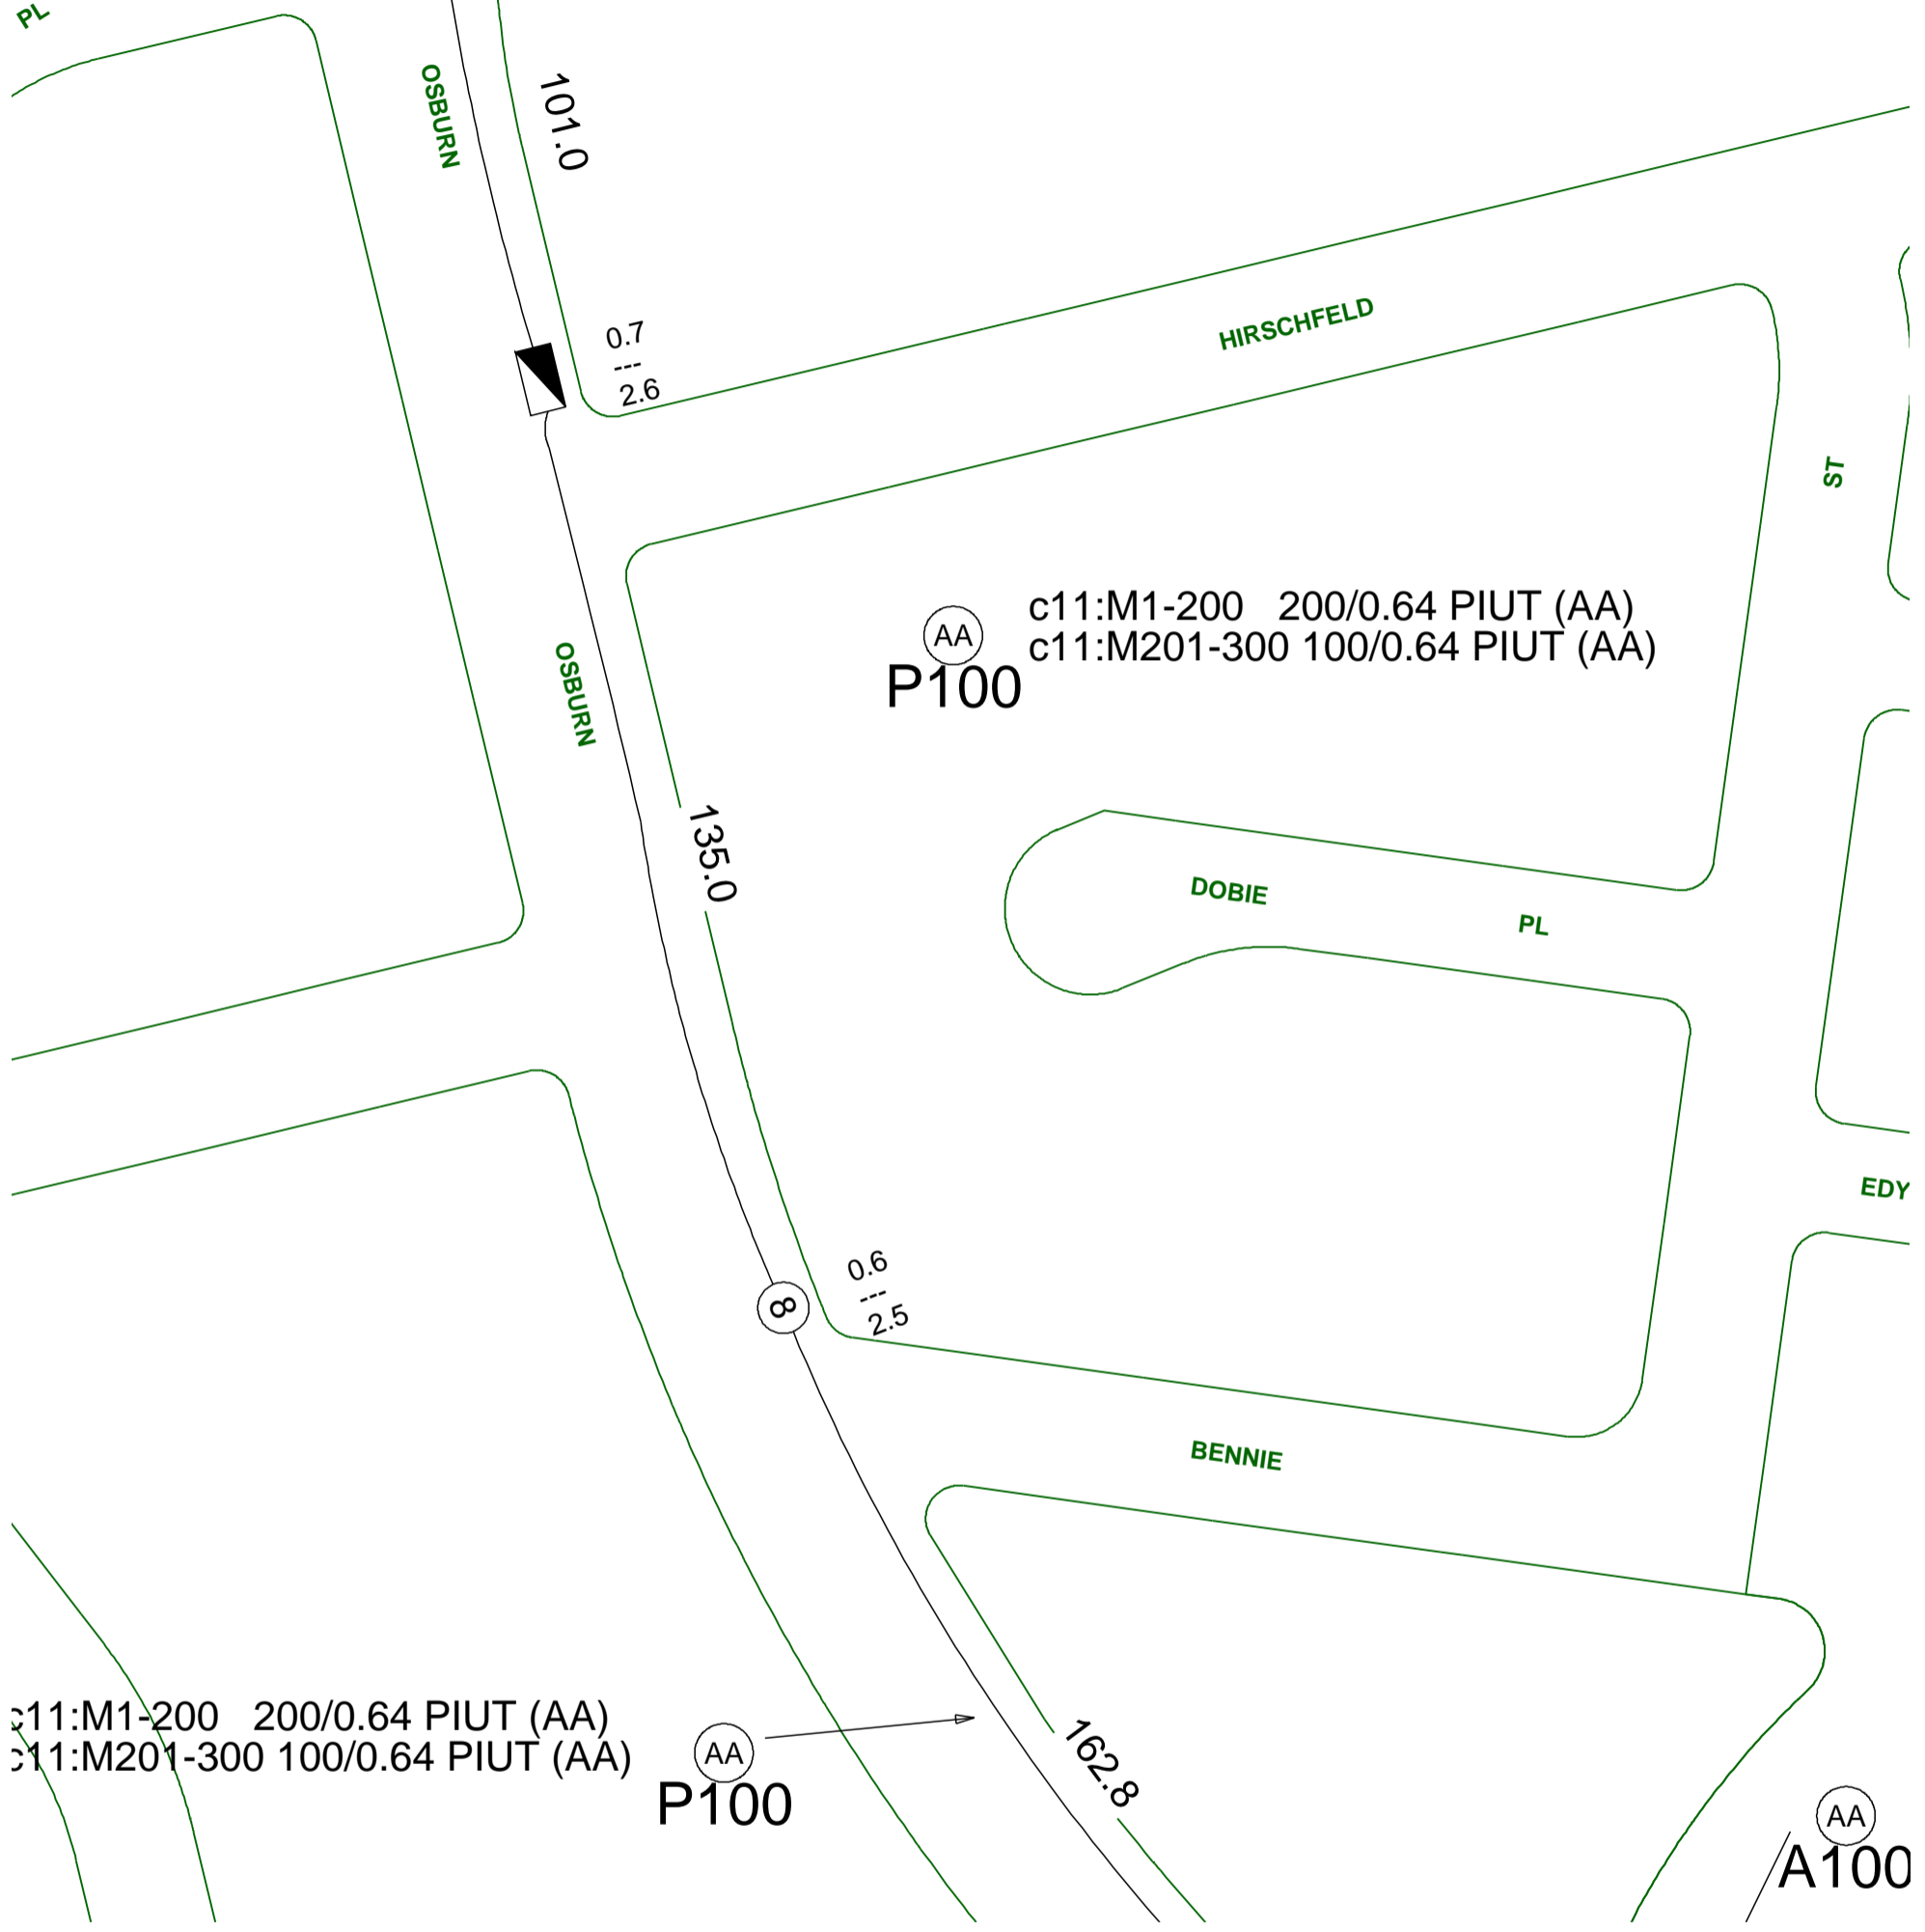 PL
OSBURN
101.0
0.7
---
2.6
HIRSCHFELD
ST
c11:M1-200 200/0.64 PIUT (AA)
c11:M201-300 100/0.64 PIUT (AA)
AA
P100
OSBURN
135.0
DOBIE
PL
EDY
0.6
---
2.5
8
BENNIE
c11:M1-200 200/0.64 PIUT (AA)
c11:M201-300 100/0.64 PIUT (AA)
AA
P100
162.8
AA
A100